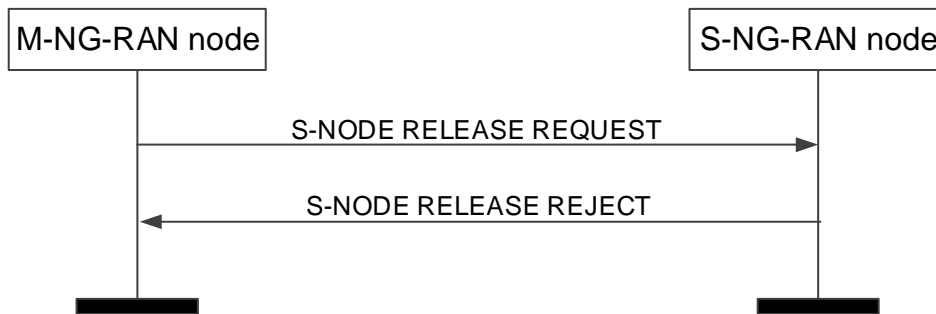 M-NG-RAN node
S-NG-RAN node
S-NODE RELEASE REQUEST
S-NODE RELEASE REJECT